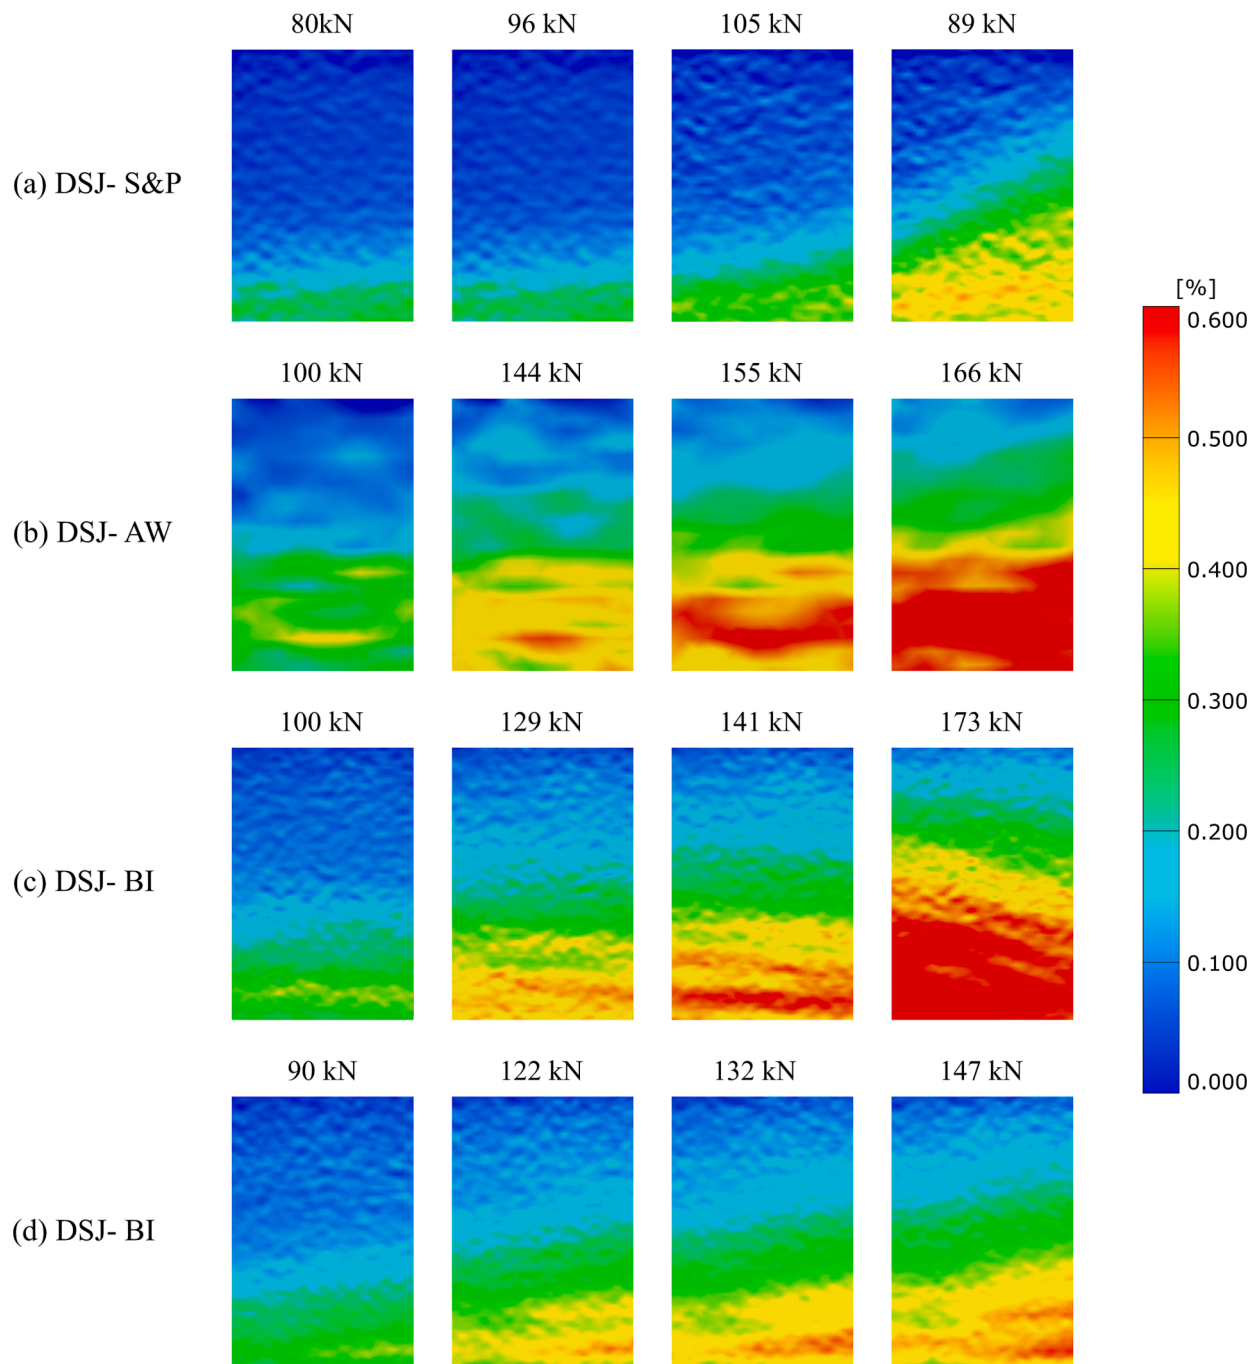 80kN 96 kN 105 kN 89 kN
(a) DSJ- S&P
100 kN 144 kN 155 kN 166 kN
(b) DSJ- AW
100 kN 129 kN 141 kN 173 kN
(c) DSJ- BI
90 kN 122 kN 132 kN 147 kN
(d) DSJ- BI
[%]
0.600
0.500
0.400
0.300
0.200
0.100
0.000